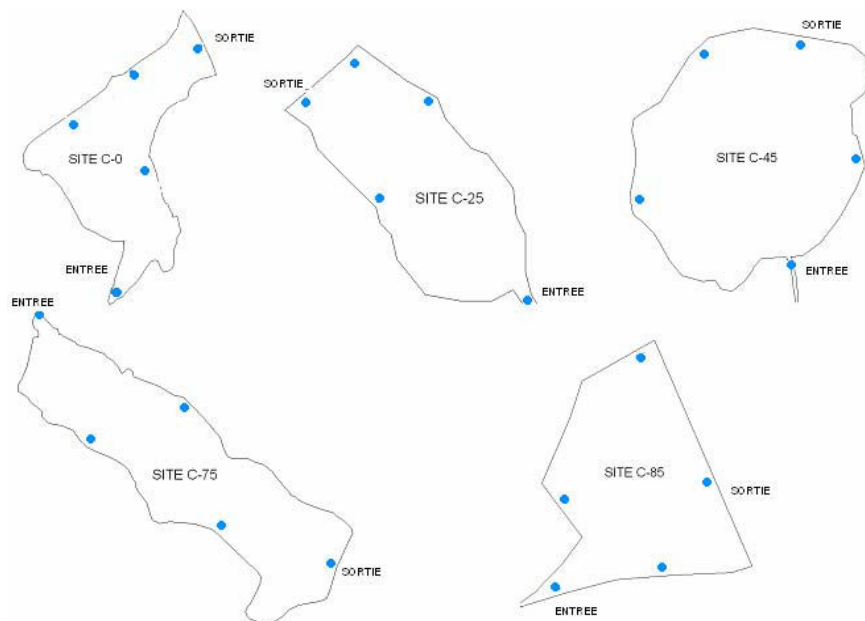 SORTIE
SITE C-0
ENTREE
SORTIE
SITE C-25
ENTREE
SORTIE
SITE C-45
ENTREE
ENTREE
SITE C-75
SORTIE
SITE C-85
SORTIE
ENTREE